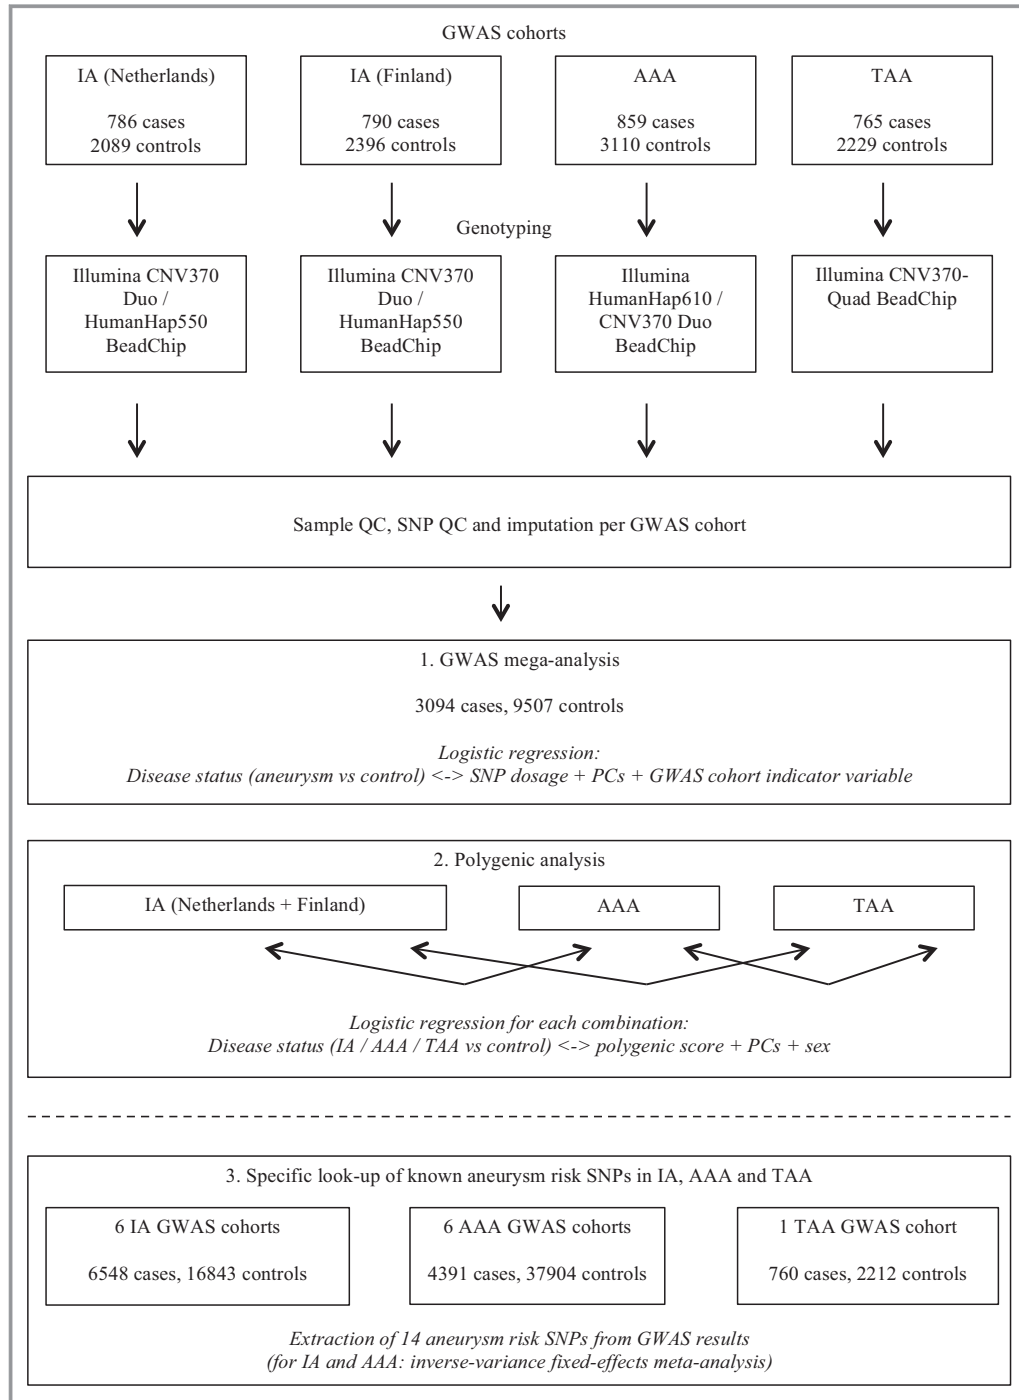 GWAS cohorts
IA (Netherlands)
786 cases
2089 controls
IA (Finland)
790 cases
2396 controls
AAA
859 cases
3110 controls
TAA
765 cases
2229 controls
Genotyping
Illumina CNV370
Duo /
HumanHap550
BeadChip
Illumina CNV370
Duo /
HumanHap550
BeadChip
Illumina
HumanHap610 /
CNV370 Duo
BeadChip
Illumina CNV370-
Quad BeadChip
Sample QC, SNP QC and imputation per GWAS cohort
1. GWAS mega-analysis
3094 cases, 9507 controls
Logistic regression:
Disease status (aneurysm vs control) <-> SNP dosage + PCs + GWAS cohort indicator variable
2. Polygenic analysis
IA (Netherlands + Finland)
AAA
TAA
Logistic regression for each combination:
Disease status (IA / AAA / TAA vs control) <-> polygenic score + PCs + sex
3. Specific look-up of known aneurysm risk SNPs in IA, AAA and TAA
6 IA GWAS cohorts
6548 cases, 16843 controls
6 AAA GWAS cohorts
4391 cases, 37904 controls
1 TAA GWAS cohort
760 cases, 2212 controls
Extraction of 14 aneurysm risk SNPs from GWAS results
(for IA and AAA: inverse-variance fixed-effects meta-analysis)